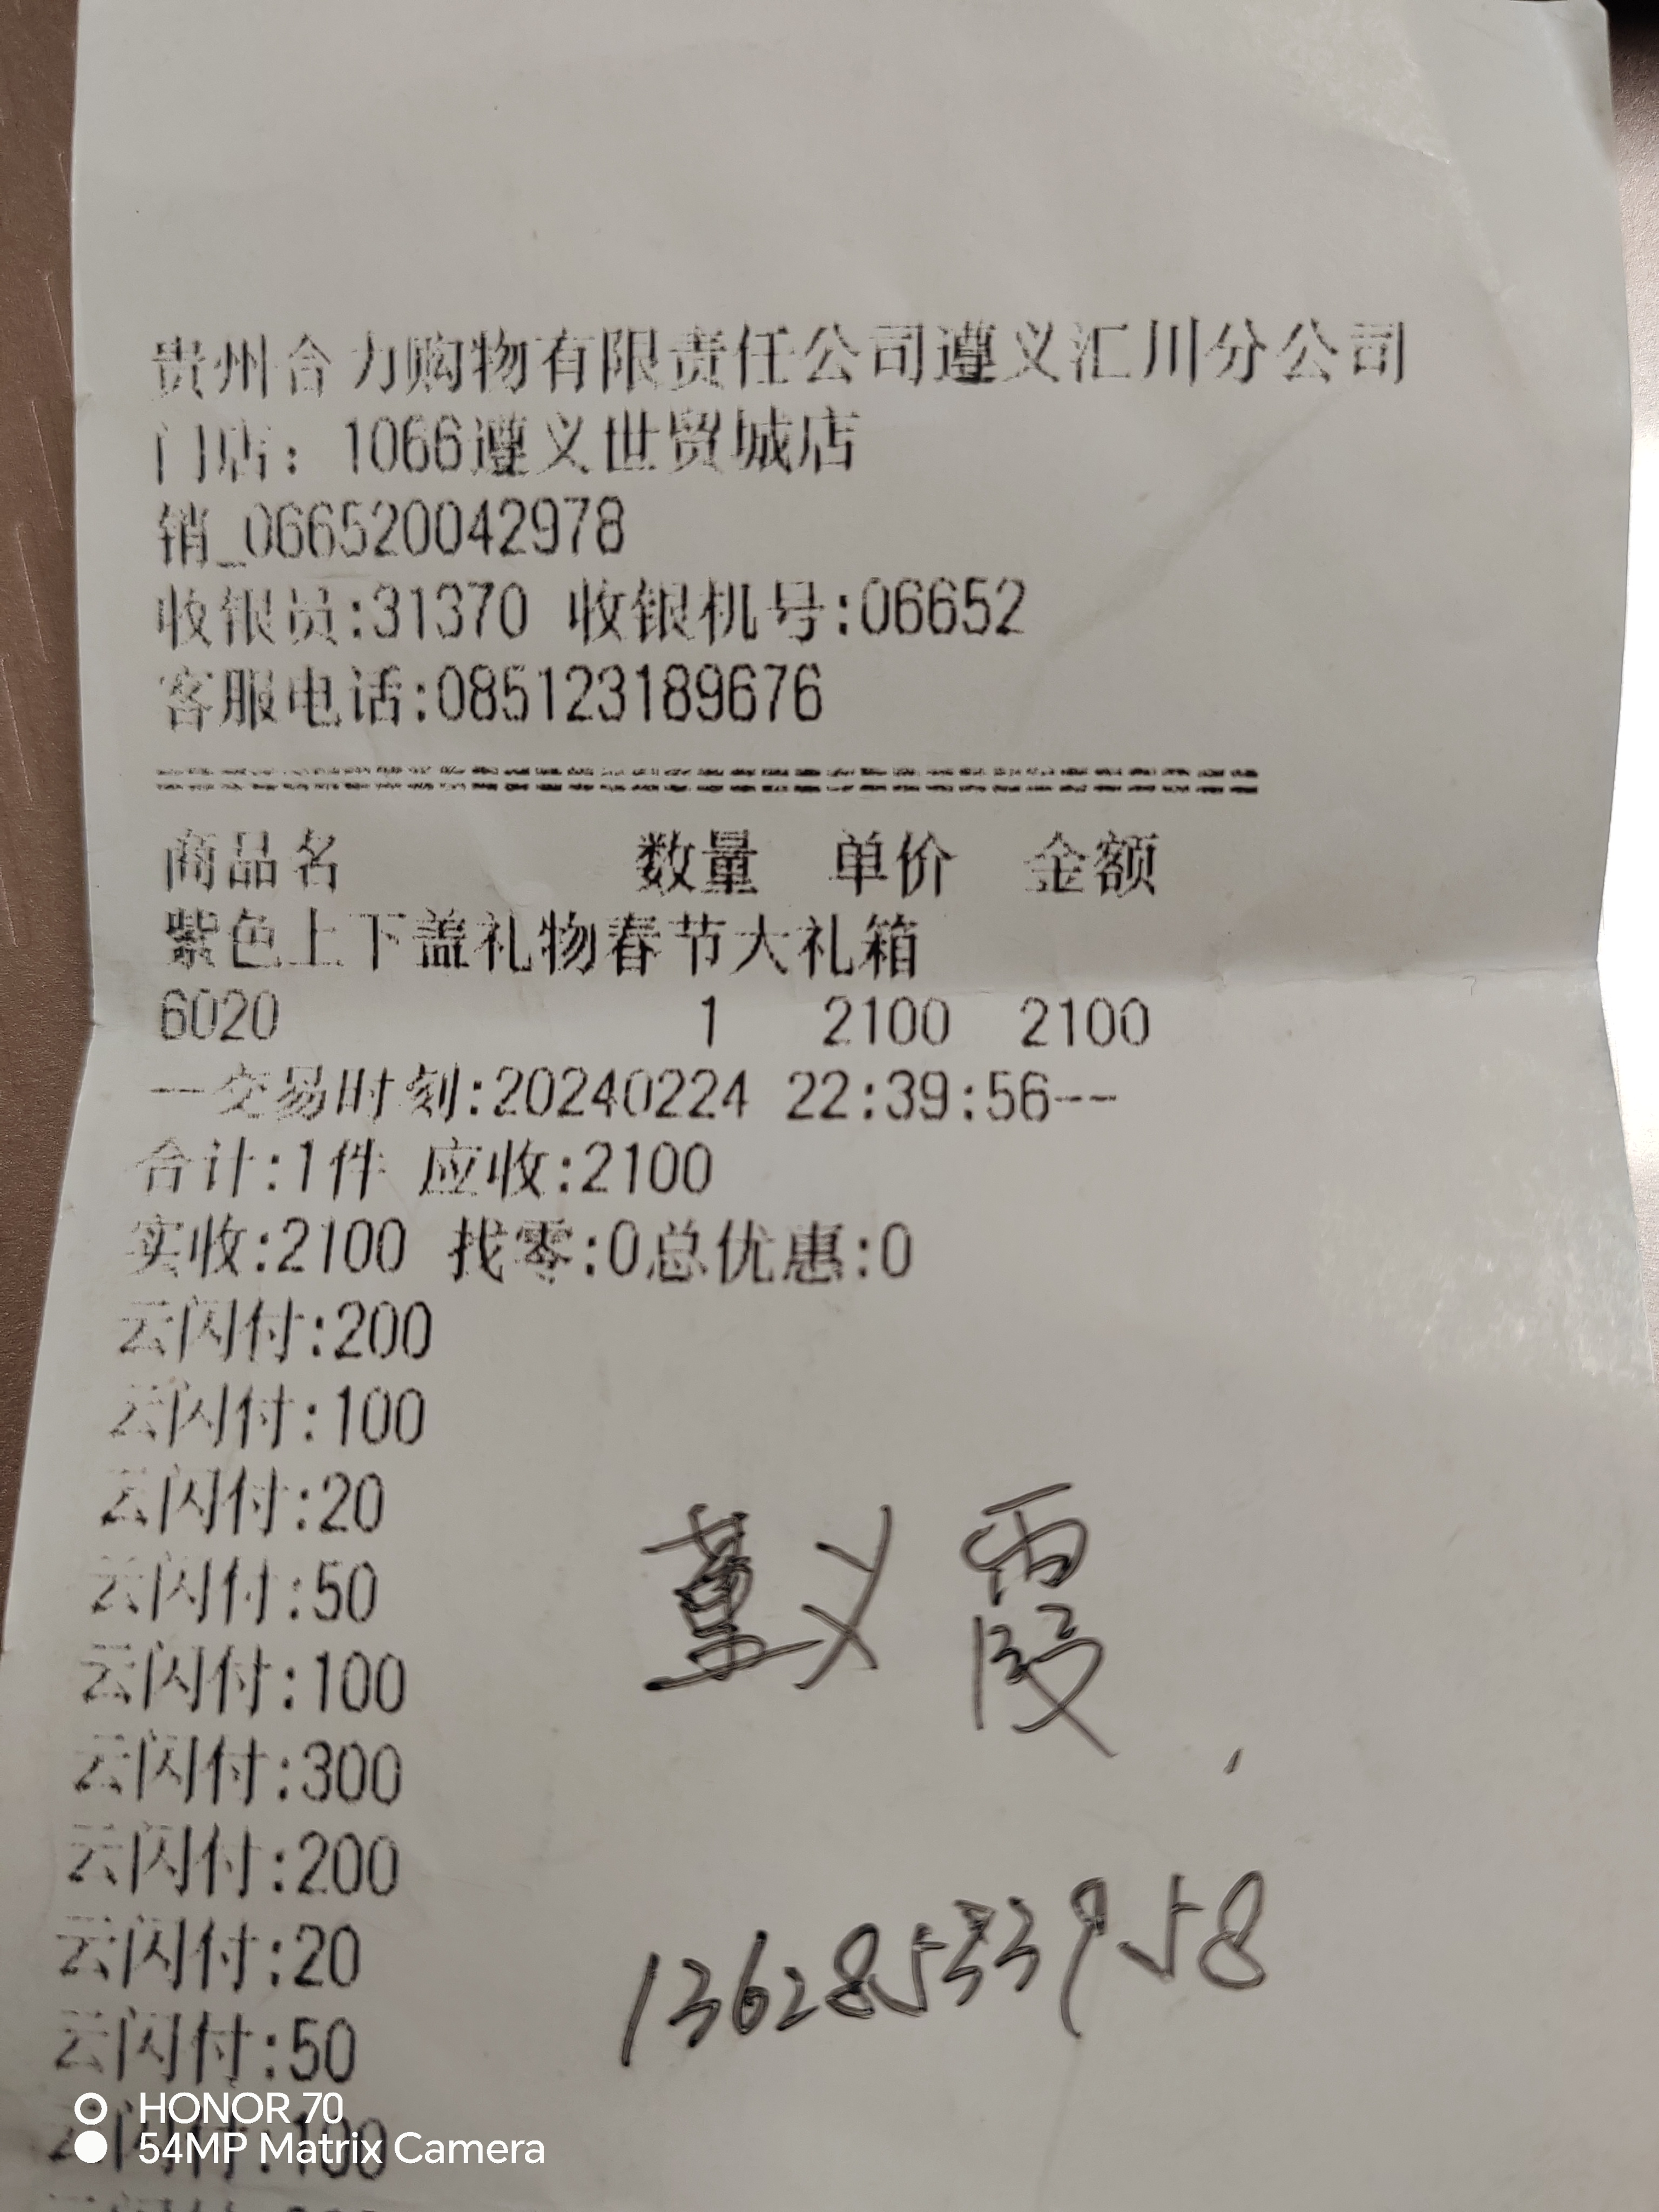 贵州合力购物有限责任公司遵义汇川分公司
门店：1066遵义世贸城店
销_066520042978
收银员:31370 收银机号:06652
客服电话:085123189676
商品名 数量 单价 金额
紫色上下盖礼物春节大礼箱
6020 1 2100 2100
--交易时刻:20240224 22:39:56--
合计:1件 应收:2100
实收:2100 找零:0总优惠:0
云闪付:200
云闪付:100
云闪付:20
云闪付:50
云闪付:100
云闪付:300
云闪付:200
云闪付:20
云闪付:50
云闪付:100
义霞
13628533958
HONOR 70
54MP Matrix Camera